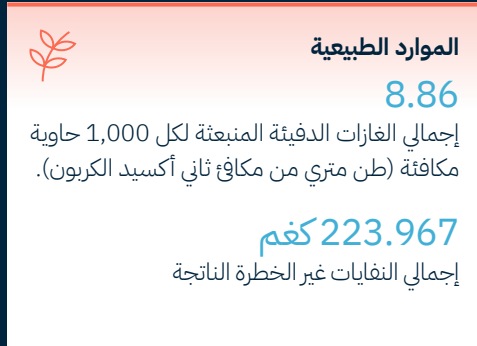 الموارد الطبيعية
8.86
إجمالي الغازات الدفيئة المنبعثة لكل 1,000 حاوية
مكافئة (طن متري من مكافئ ثاني أكسيد الكربون).
223.967 كغم
إجمالي النفايات غير الخطرة الناتجة